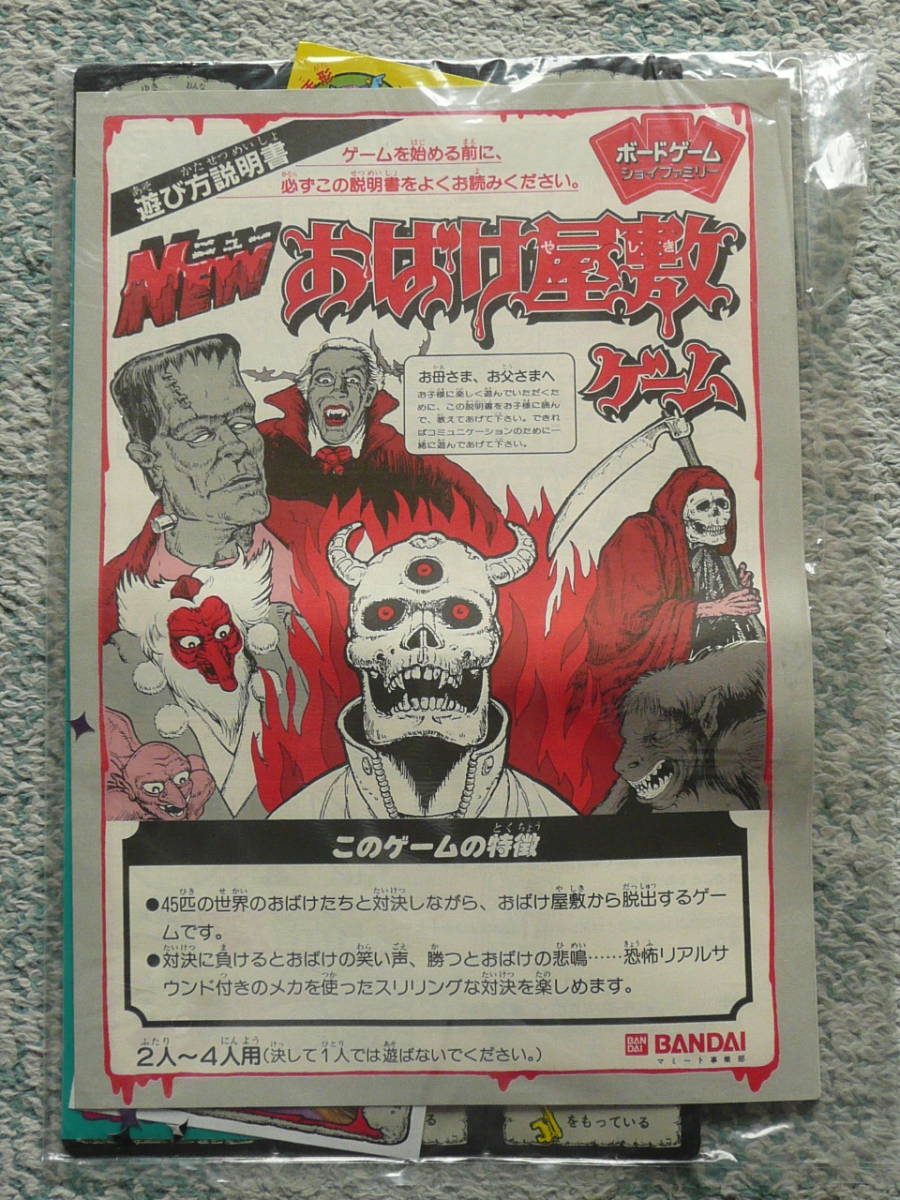 遊び方説明書
ゲームを始める前に、
必ずこの説明書をよくお読みください。
ボードゲーム
ジョイファミリー
NEW おばけ屋敷
ゲーム
お母さま、お父さまへ
お子様に楽しく遊んでいただくた
めに、この説明書をお子様に読ん
で、教えてあげて下さい。できれ
ばコミュニケーションのために一
緒に遊んであげて下さい。
このゲームの特徴
●45匹の世界のおばけたちと対決しながら、おばけ屋敷から脱出するゲー
ムです。
●対決に負けるとおばけの笑い声、勝つとおばけの悲鳴……恐怖リアルサ
ウンド付きのメカを使ったスリリングな対決を楽しめます。
2人～4人用(決して1人では遊ばないでください。)
BAN
DAI
BANDAI
マミート事業部
をもっている